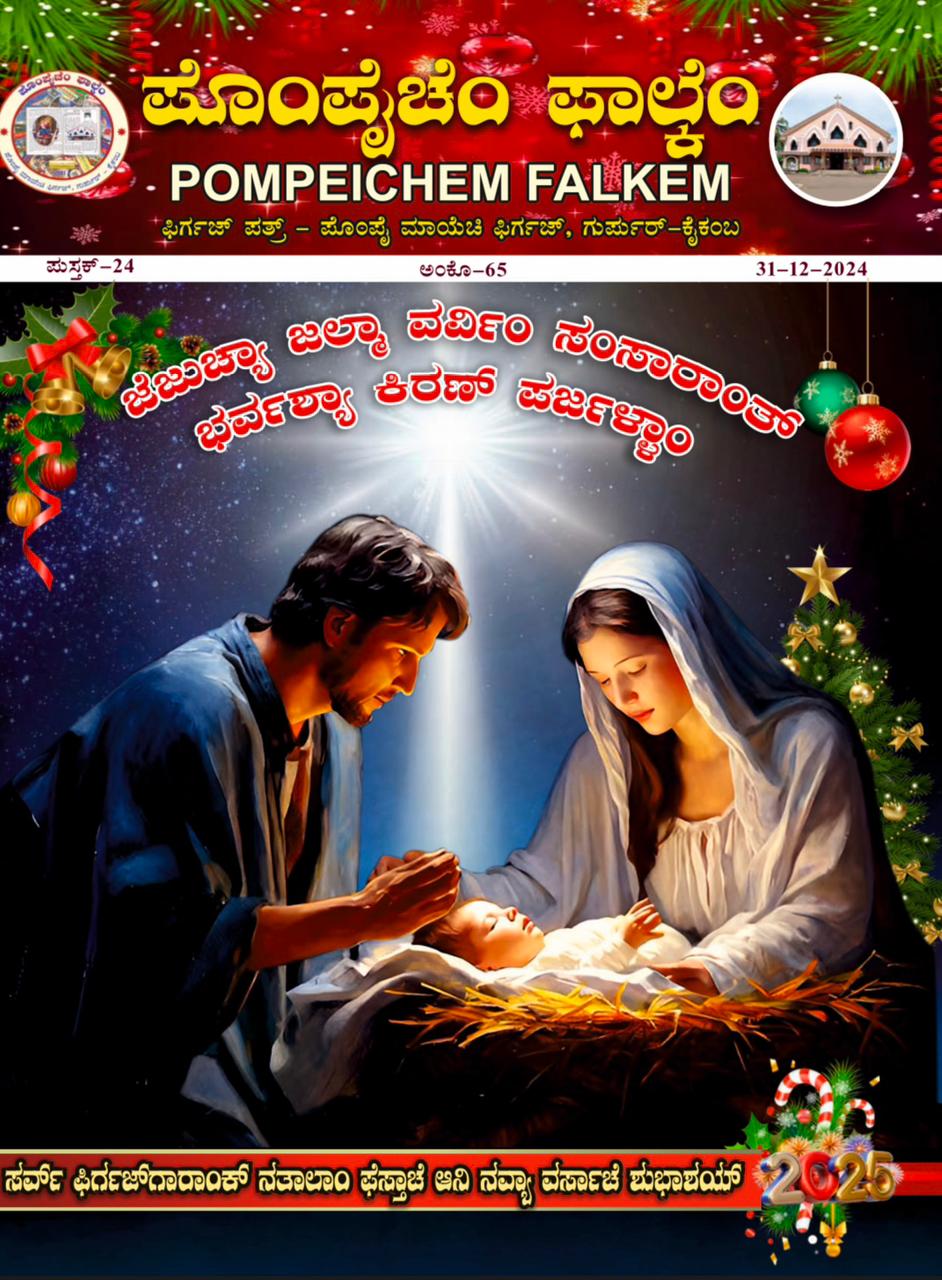 ಪೊಂಪೈಚೆಂ ಫಾಲ್ಕೆಂ
ಪೊಂಪೈಚೆಂ ಫಾಲ್ಕೆಂ
POMPEICHEM FALKEM
ಫಿರ್ಗಜ್ ಪತ್ರ್ – ಪೊಂಪೈ ಮಾಯೆಚಿ ಫಿರ್ಗಜ್, ಗುರ್ಪುರ್–ಕೈಕಂಬ
ಪುಸ್ತಕ್–24 ಅಂಕೊ–65 31–12–2024
ಜೆಜುಚ್ಯಾ ಜಲ್ಮಾ ವರ್ವಿಂ ಸಂಸಾರಾಂತ್
ಭರ್ವಶ್ಯಾ ಕಿರಣ್ ಪರ್ಜಳ್ಳಾಂ
ಸರ್ವ್ ಫಿರ್ಗಜ್‌ಗಾರಾಂಕ್ ನತಾಲಾಂ ಫೆಸ್ತಾಚೆ ಆನಿ ನವ್ಯಾ ವರ್ಸಾಚೆ ಶುಭಾಶಯ್
2025